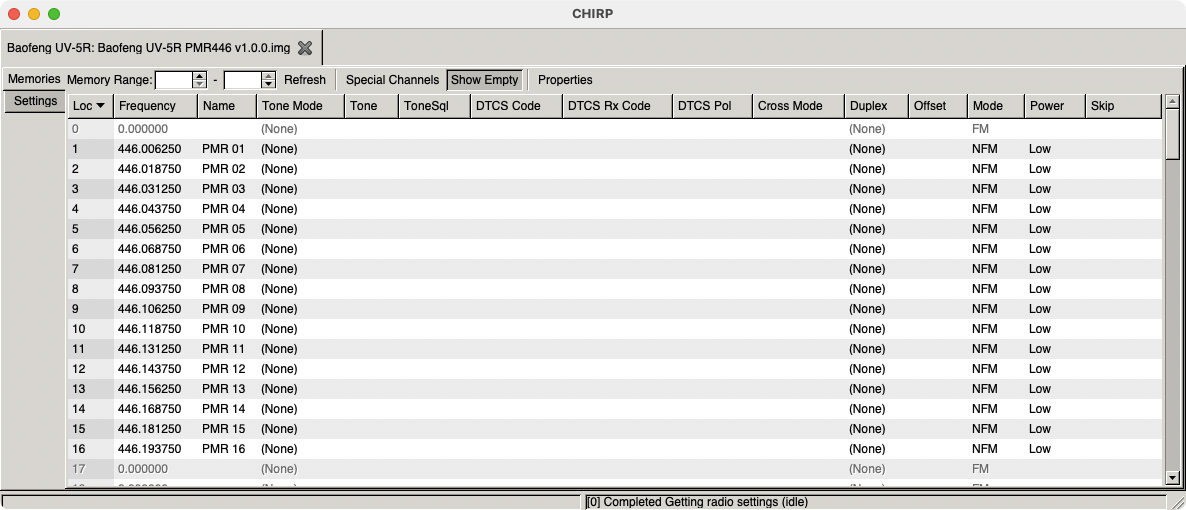 CHIRP
Baofeng UV-5R: Baofeng UV-5R PMR446 v1.0.0.img
Memories Memory Range: - Refresh Special Channels Show Empty Properties
Settings
Loc Frequency Name Tone Mode Tone ToneSql DTCS Code DTCS Rx Code DTCS Pol Cross Mode Duplex Offset Mode Power Skip
0 0.000000 (None) (None) FM
1 446.006250 PMR 01 (None) (None) NFM Low
2 446.018750 PMR 02 (None) (None) NFM Low
3 446.031250 PMR 03 (None) (None) NFM Low
4 446.043750 PMR 04 (None) (None) NFM Low
5 446.056250 PMR 05 (None) (None) NFM Low
6 446.068750 PMR 06 (None) (None) NFM Low
7 446.081250 PMR 07 (None) (None) NFM Low
8 446.093750 PMR 08 (None) (None) NFM Low
9 446.106250 PMR 09 (None) (None) NFM Low
10 446.118750 PMR 10 (None) (None) NFM Low
11 446.131250 PMR 11 (None) (None) NFM Low
12 446.143750 PMR 12 (None) (None) NFM Low
13 446.156250 PMR 13 (None) (None) NFM Low
14 446.168750 PMR 14 (None) (None) NFM Low
15 446.181250 PMR 15 (None) (None) NFM Low
16 446.193750 PMR 16 (None) (None) NFM Low
17 0.000000 (None) (None) FM
[0] Completed Getting radio settings (idle)